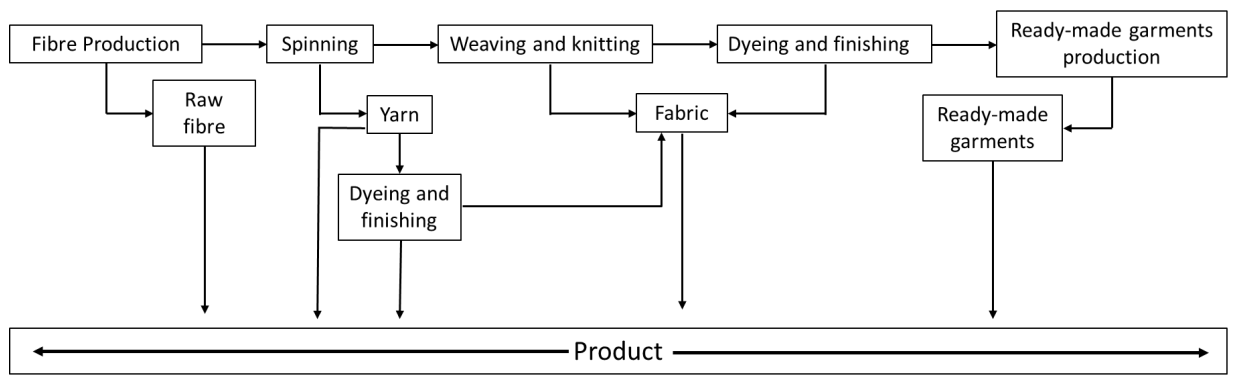 Fibre Production
Spinning
Weaving and knitting
Dyeing and finishing
Ready-made garments
production
Raw
fibre
Yarn
Fabric
Ready-made
garments
Dyeing and
finishing
Product